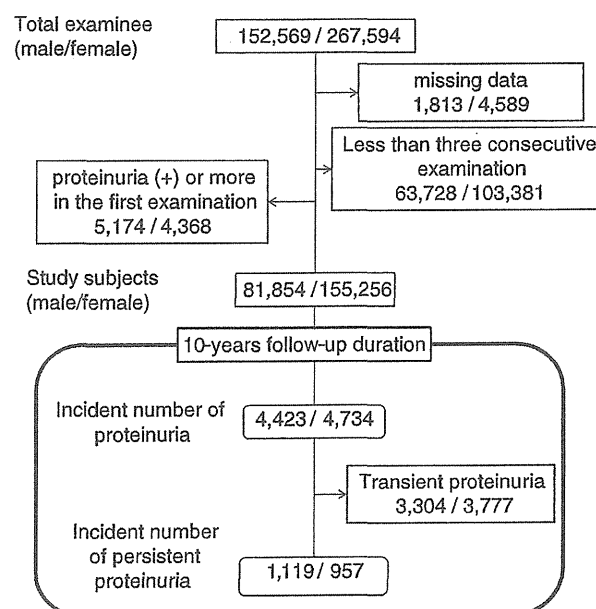 Total examinee
(male/female)
152,569 / 267,594
missing data
1,813 / 4,589
Less than three consecutive
examination
63,728 / 103,381
proteinuria (+) or more
in the first examination
5,174 / 4,368
Study subjects
(male/female)
81,854 / 155,256
10-years follow-up duration
Incident number of
proteinuria
4,423 / 4,734
Transient proteinuria
3,304 / 3,777
Incident number
of persistent
proteinuria
1,119 / 957